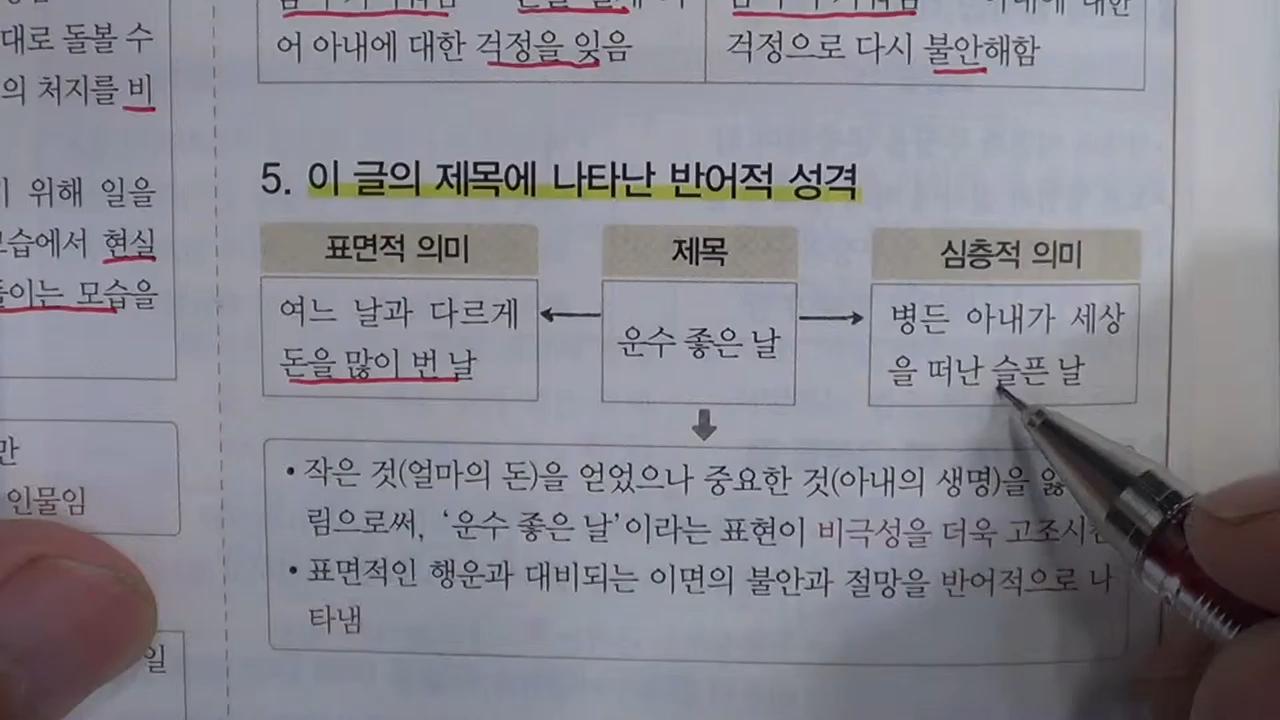 대로 돌볼 수
의 처지를 비
위해 일을
습에서 현실
이는 모습을
만
인물임
일
어 아내에 대한 걱정을 잊음
걱정으로 다시 불안해함
5. 이 글의 제목에 나타난 반어적 성격
표면적 의미
여느 날과 다르게
돈을 많이 번 날
제목
운수 좋은 날
심층적 의미
병든 아내가 세상
을 떠난 슬픈 날
• 작은 것(얼마의 돈)을 얻었으나 중요한 것(아내의 생명)을
림으로써, ‘운수 좋은 날’이라는 표현이 비극성을 더욱
• 표면적인 행운과 대비되는 이면의 불안과 절망을 반어적으로 나
타냄